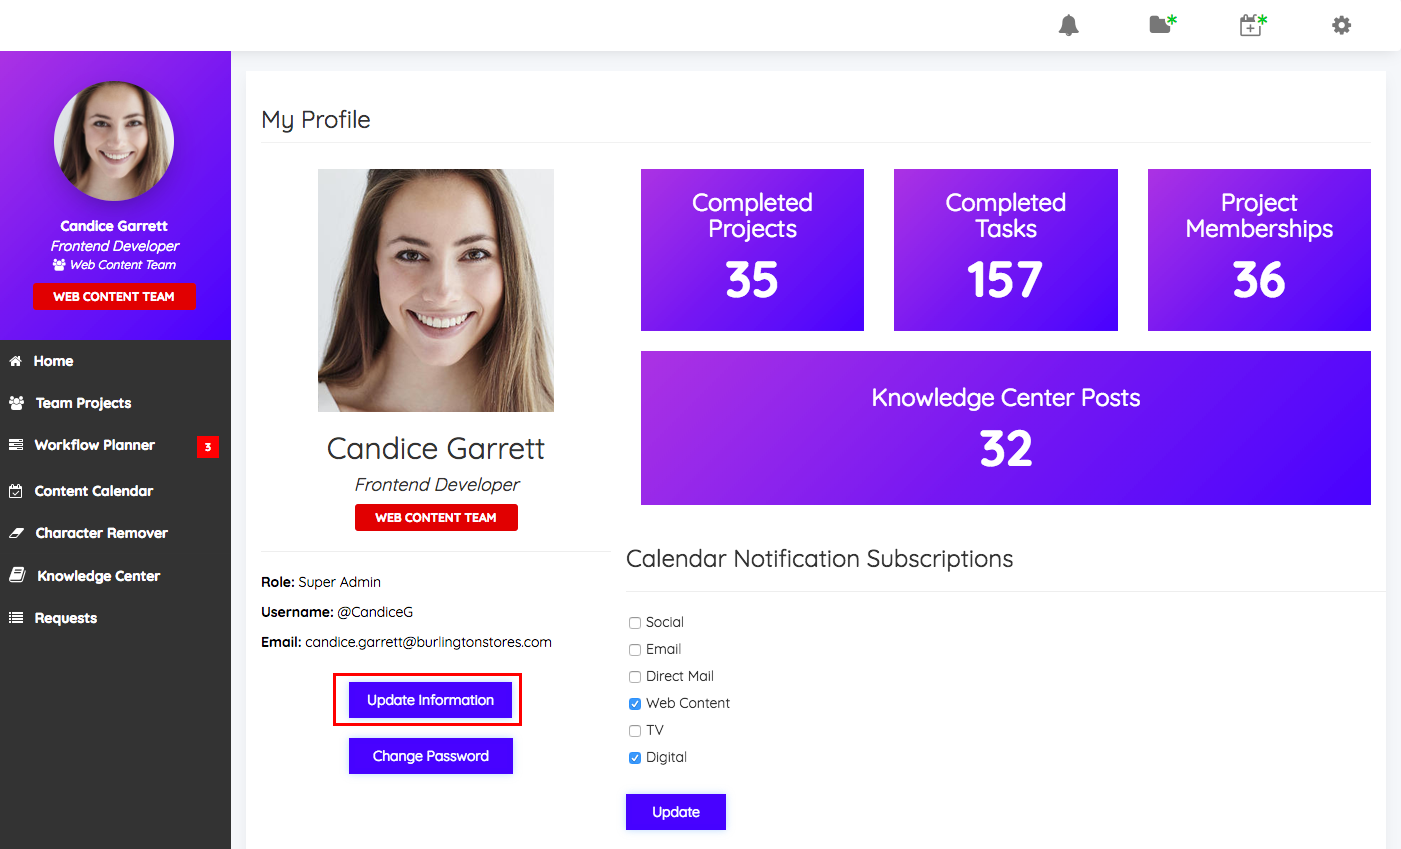 Candice Garrett
Frontend Developer
Web Content Team
WEB CONTENT TEAM
Home
Team Projects
Workflow Planner 3
Content Calendar
Character Remover
Knowledge Center
Requests
My Profile
Candice Garrett
Frontend Developer
WEB CONTENT TEAM
Role: Super Admin
Username: @CandiceG
Email: candice.garrett@burlingtonstores.com
Update Information
Change Password
Completed
Projects
35
Completed
Tasks
157
Project
Memberships
36
Knowledge Center Posts
32
Calendar Notification Subscriptions
Social
Email
Direct Mail
Web Content
TV
Digital
Update